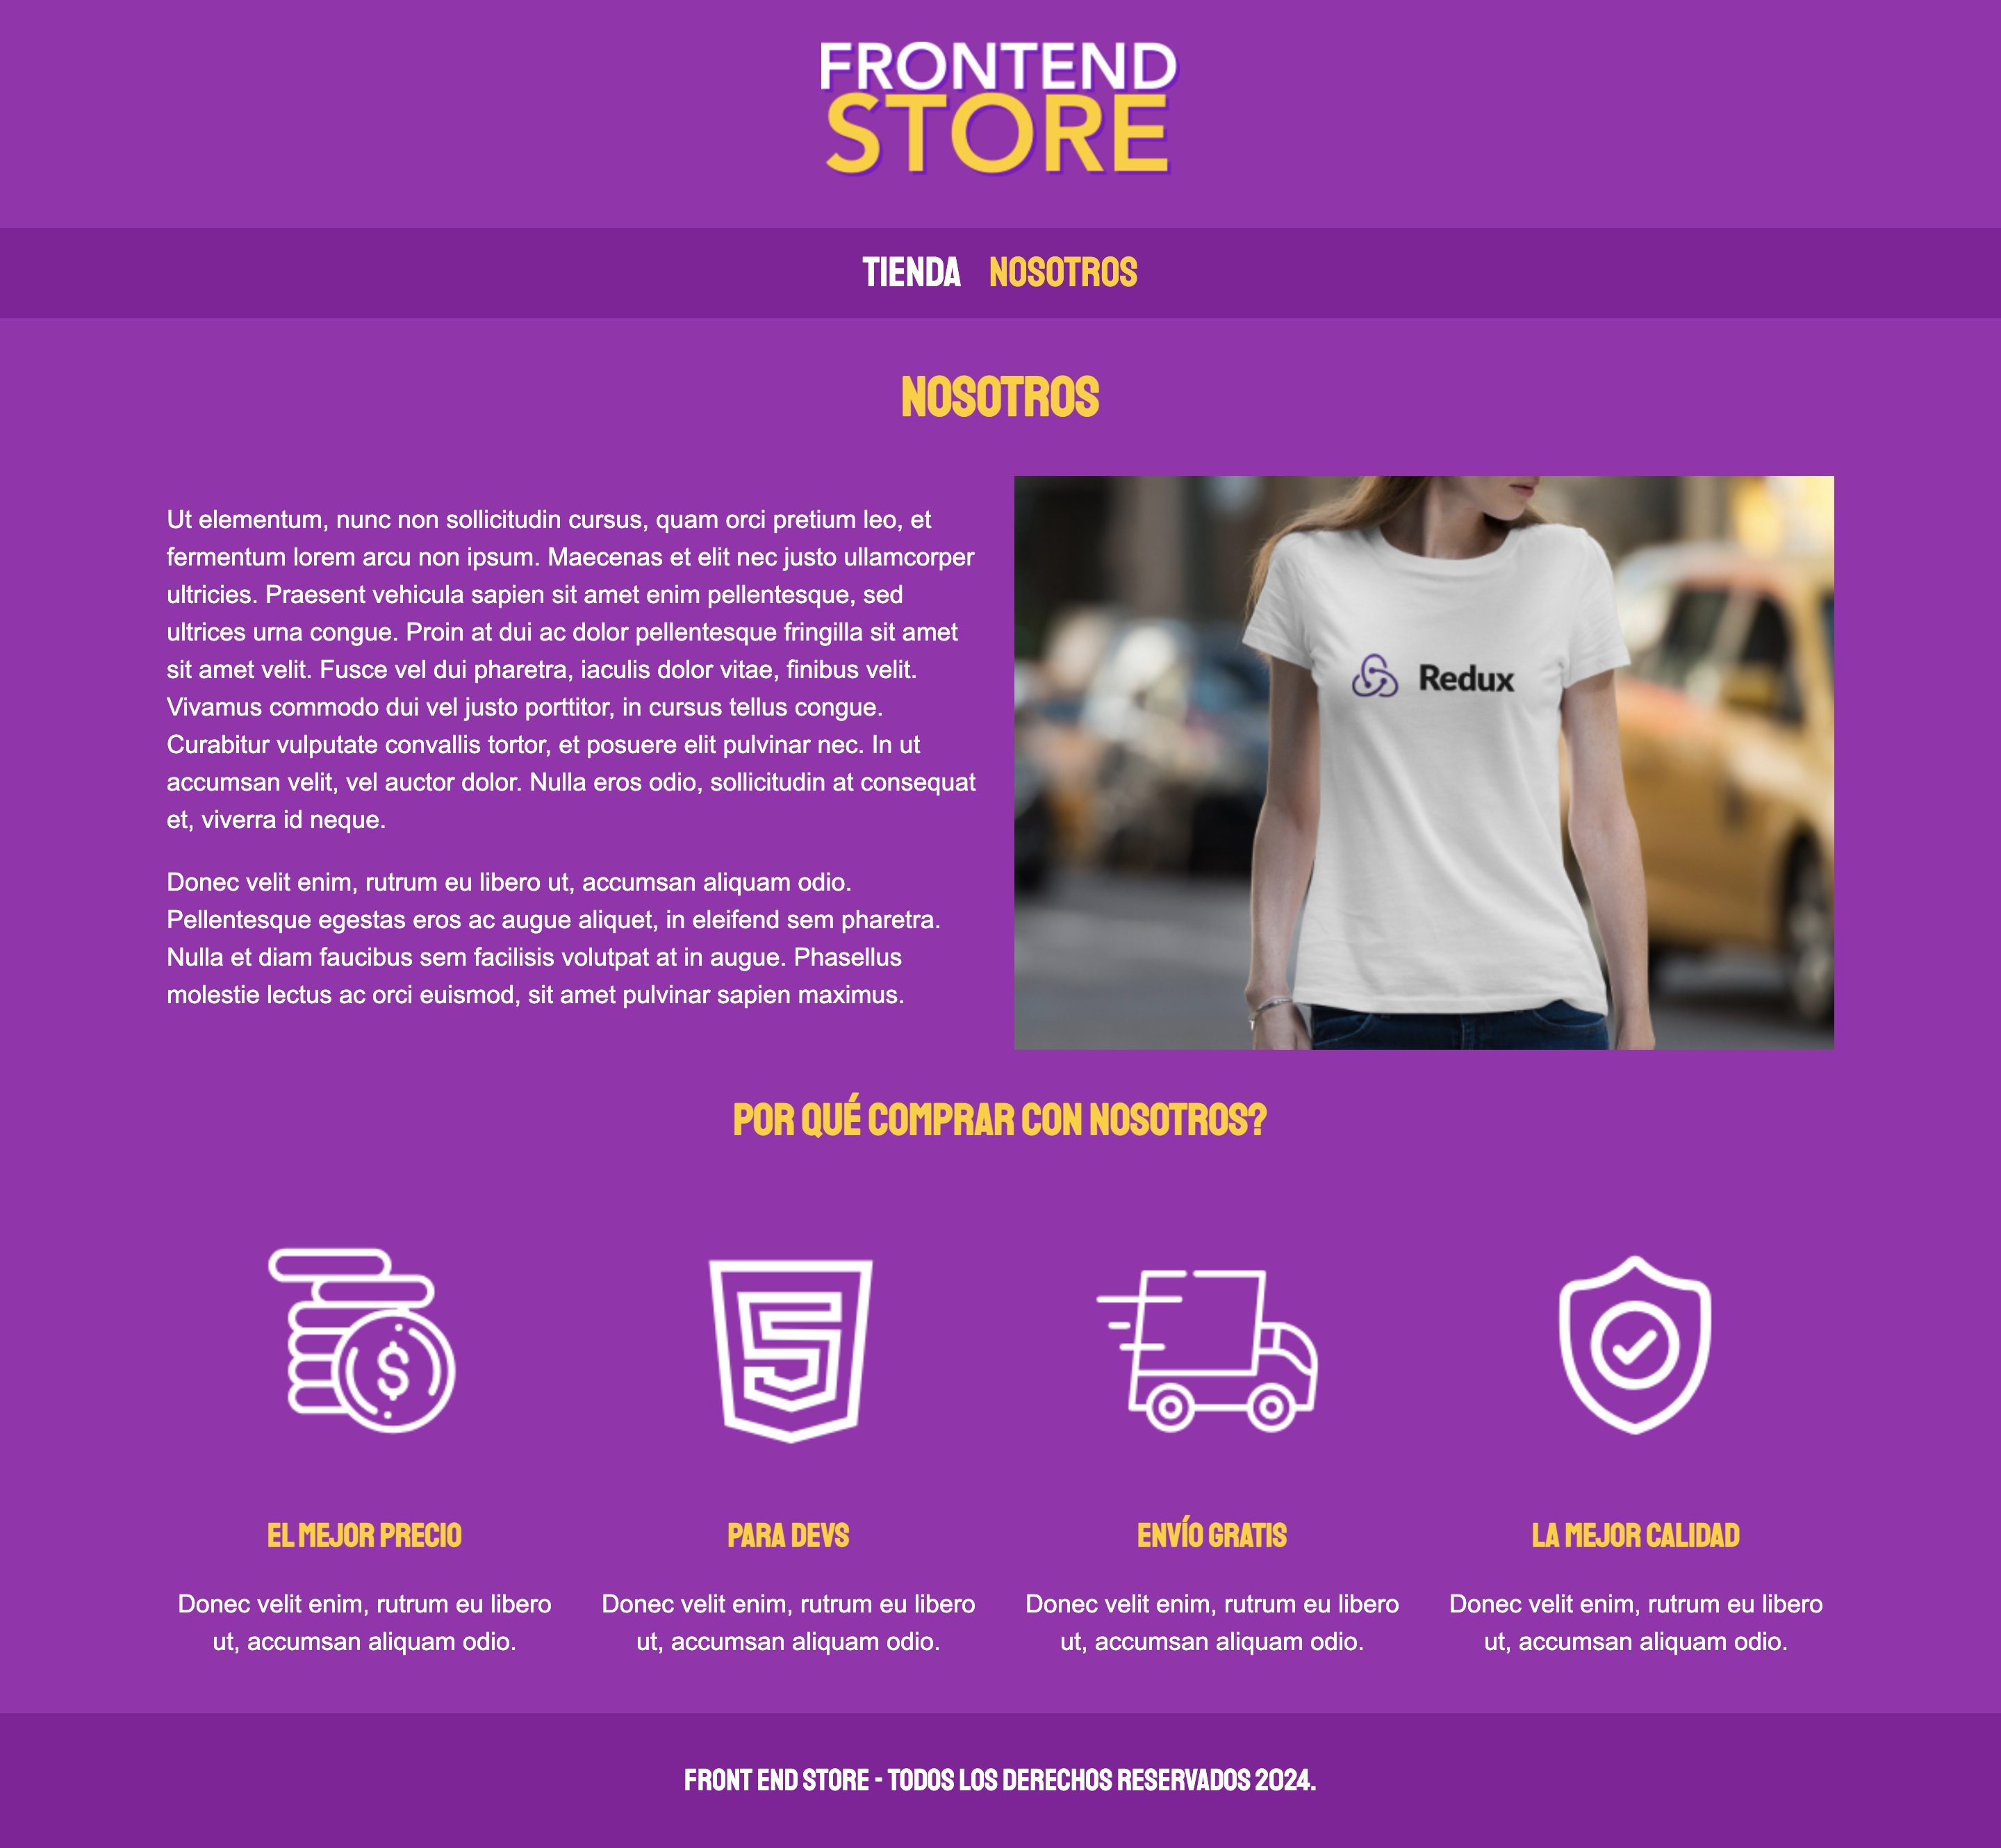 FRONTEND
STORE
TIENDA NOSOTROS
NOSOTROS
Ut elementum, nunc non sollicitudin cursus, quam orci pretium leo, et
fermentum lorem arcu non ipsum. Maecenas et elit nec justo ullamcorper
ultricies. Praesent vehicula sapien sit amet enim pellentesque, sed
ultrices urna congue. Proin at dui ac dolor pellentesque fringilla sit amet
sit amet velit. Fusce vel dui pharetra, iaculis dolor vitae, finibus velit.
Vivamus commodo dui vel justo porttitor, in cursus tellus congue.
Curabitur vulputate convallis tortor, et posuere elit pulvinar nec. In ut
accumsan velit, vel auctor dolor. Nulla eros odio, sollicitudin at consequat
et, viverra id neque.
Donec velit enim, rutrum eu libero ut, accumsan aliquam odio.
Pellentesque egestas eros ac augue aliquet, in eleifend sem pharetra.
Nulla et diam faucibus sem facilisis volutpat at in augue. Phasellus
molestie lectus ac orci euismod, sit amet pulvinar sapien maximus.
Redux
POR QUÉ COMPRAR CON NOSOTROS?
$
5
EL MEJOR PRECIO
Donec velit enim, rutrum eu libero
ut, accumsan aliquam odio.
PARA DEVS
Donec velit enim, rutrum eu libero
ut, accumsan aliquam odio.
ENVÍO GRATIS
Donec velit enim, rutrum eu libero
ut, accumsan aliquam odio.
LA MEJOR CALIDAD
Donec velit enim, rutrum eu libero
ut, accumsan aliquam odio.
FRONT END STORE - TODOS LOS DERECHOS RESERVADOS 2024.